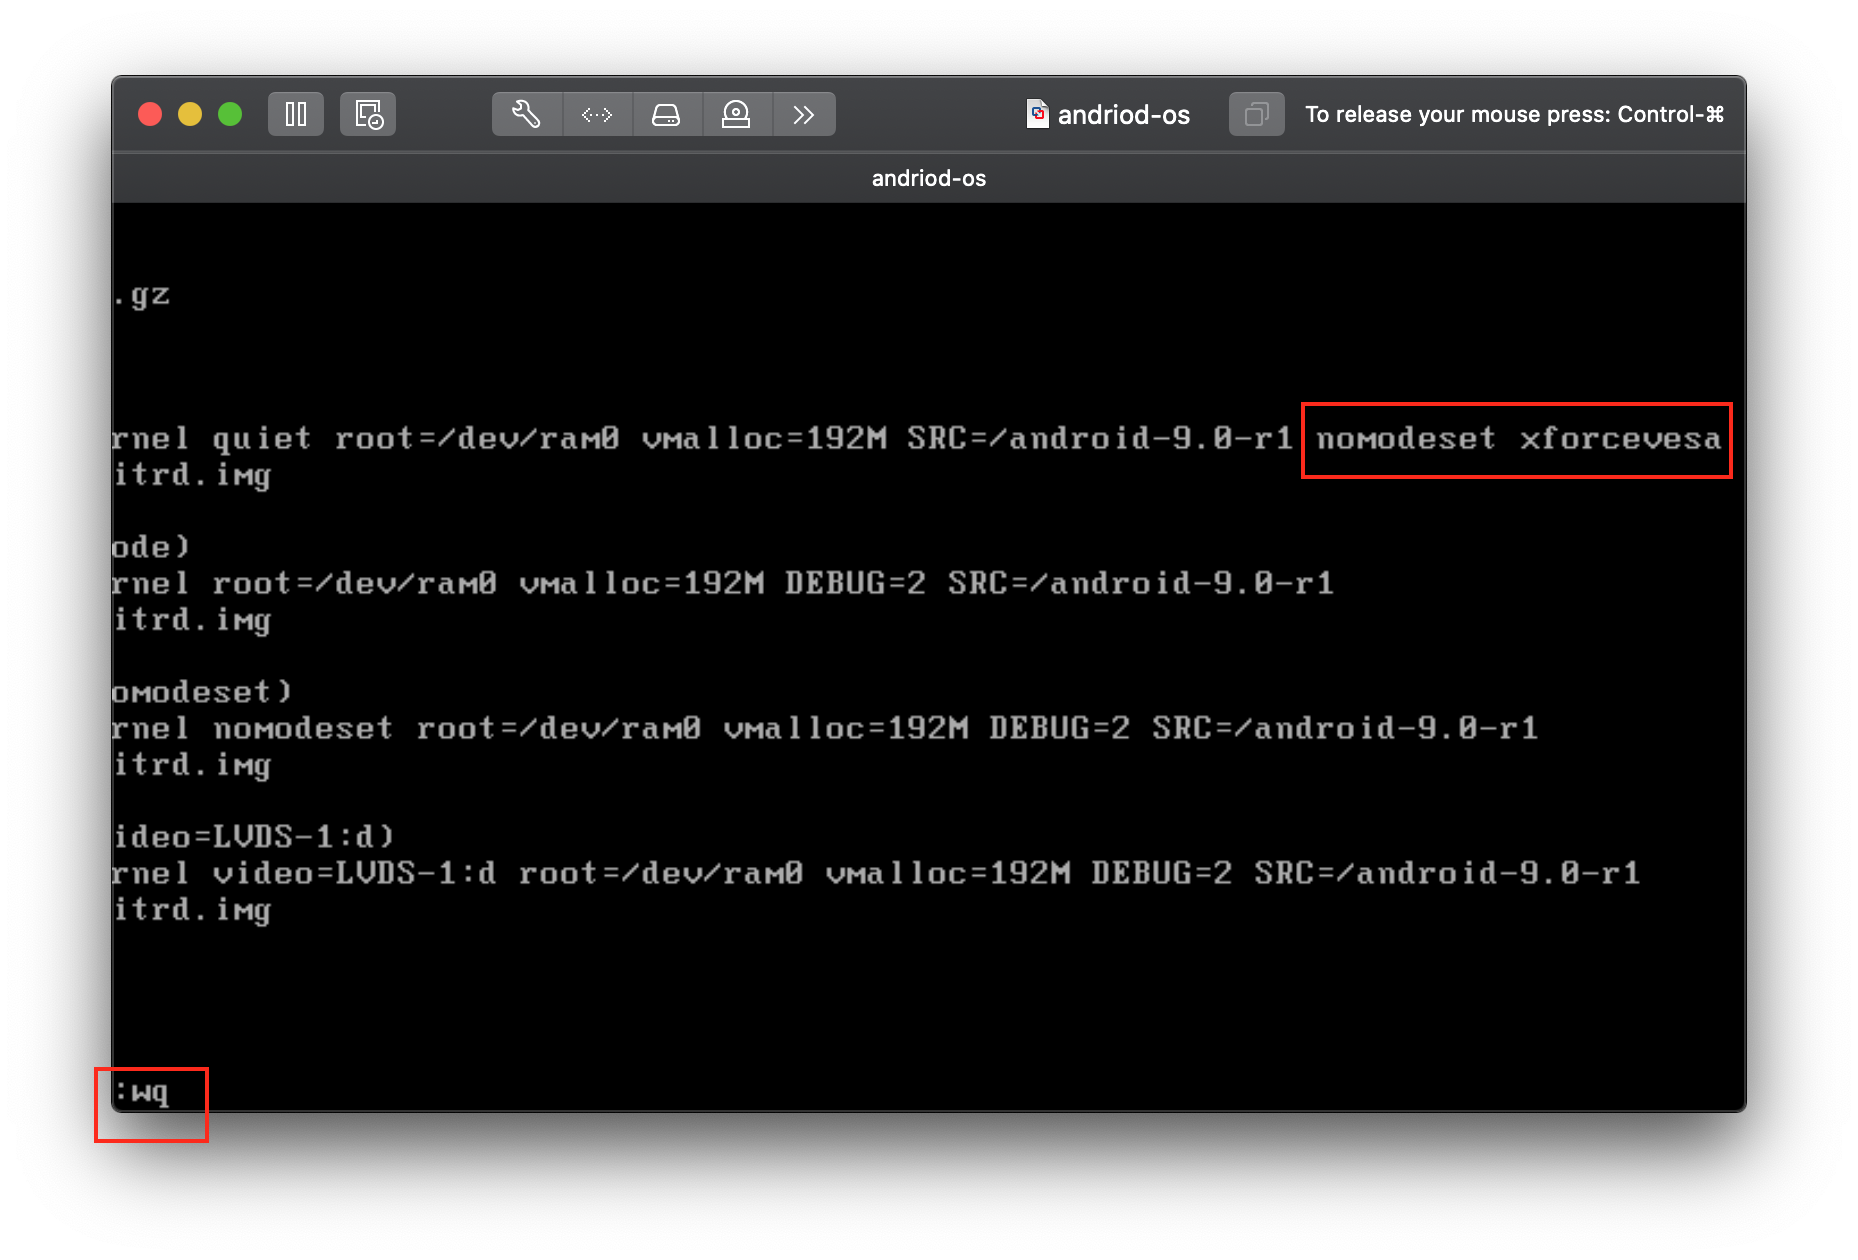 andriod-os
To release your mouse press: Control-⌘
andriod-os
.gz
rnel quiet root=/dev/ram0 vmalloc=192M SRC=/android-9.0-r1 nomodeset xforcevesa
itrd.img
ode)
rnel root=/dev/ram0 vmalloc=192M DEBUG=2 SRC=/android-9.0-r1
itrd.img
omodeset)
rnel nomodeset root=/dev/ram0 vmalloc=192M DEBUG=2 SRC=/android-9.0-r1
itrd.img
ideo=LVDS-1:d)
rnel video=LVDS-1:d root=/dev/ram0 vmalloc=192M DEBUG=2 SRC=/android-9.0-r1
itrd.img
:wq